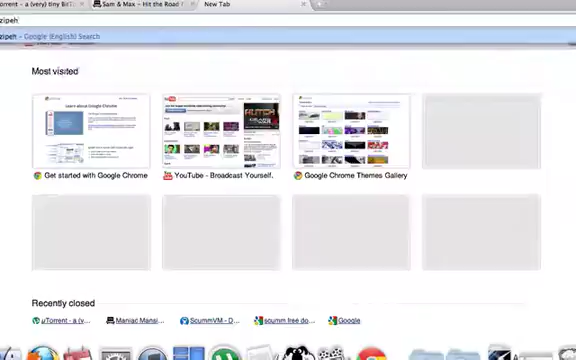 Torrent - a (very) tiny BitT
Sam & Max – Hit the Road
New Tab
zipeh
zipeh - Google (English) Search
Most visited
Get started with Google Chrome
YouTube - Broadcast Yourself.
Google Chrome Themes Gallery
Recently closed
µTorrent - a (v... Maniac Mansi... ScummVM - D... scumm free do... Google